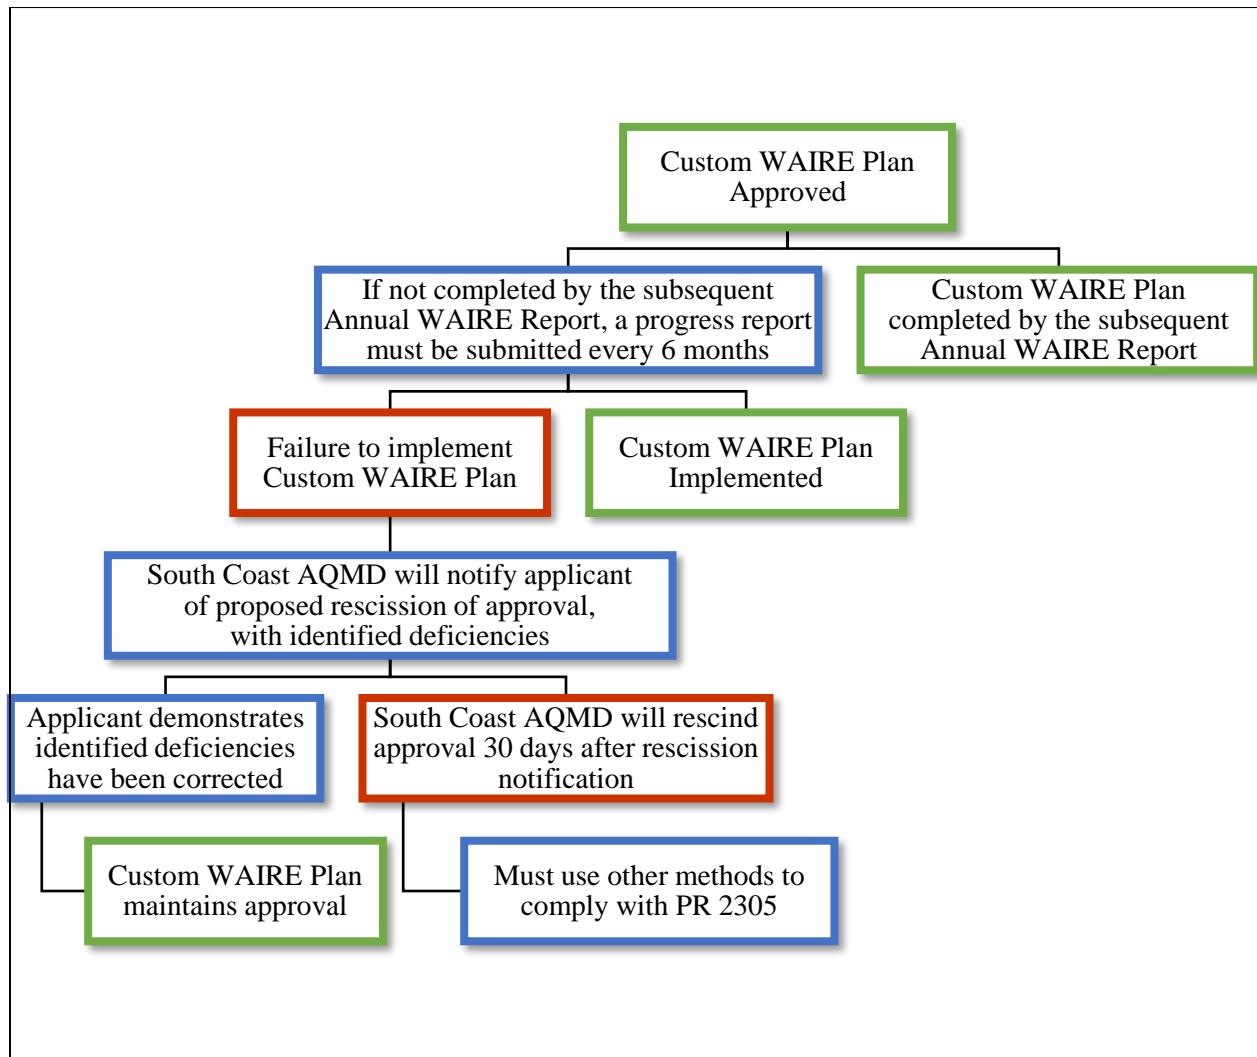 Custom WAIRE Plan
Approved
If not completed by the subsequent
Annual WAIRE Report, a progress report
must be submitted every 6 months
Custom WAIRE Plan
completed by the subsequent
Annual WAIRE Report
Failure to implement
Custom WAIRE Plan
Custom WAIRE Plan
Implemented
South Coast AQMD will notify applicant
of proposed rescission of approval,
with identified deficiencies
Applicant demonstrates
identified deficiencies
have been corrected
South Coast AQMD will rescind
approval 30 days after rescission
notification
Custom WAIRE Plan
maintains approval
Must use other methods to
comply with PR 2305